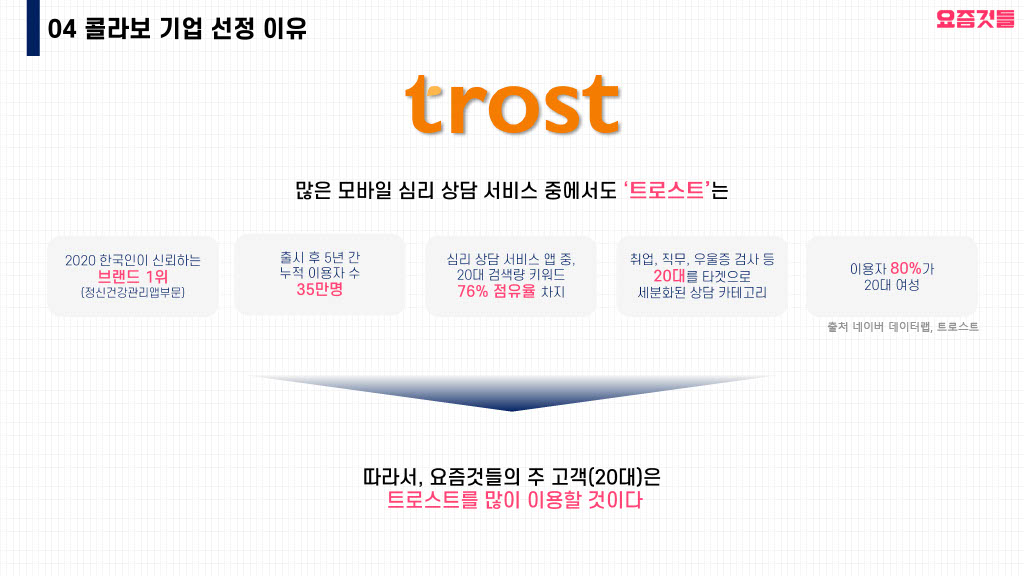 04 콜라보 기업 선정 이유
요즘것들
trost
많은 모바일 심리 상담 서비스 중에서도 ‘트로스트’는
2020 한국인이 신뢰하는
브랜드 1위
(정신건강관리앱부문)
출시 후 5년 간
누적 이용자 수
35만명
심리 상담 서비스 앱 중,
20대 검색량 키워드
76% 점유율 차지
취업, 직무, 우울증 검사 등
20대를 타겟으로
세분화된 상담 카테고리
이용자 80%가
20대 여성
출처 네이버 데이터랩, 트로스트
따라서, 요즘것들의 주 고객(20대)은
트로스트를 많이 이용할 것이다